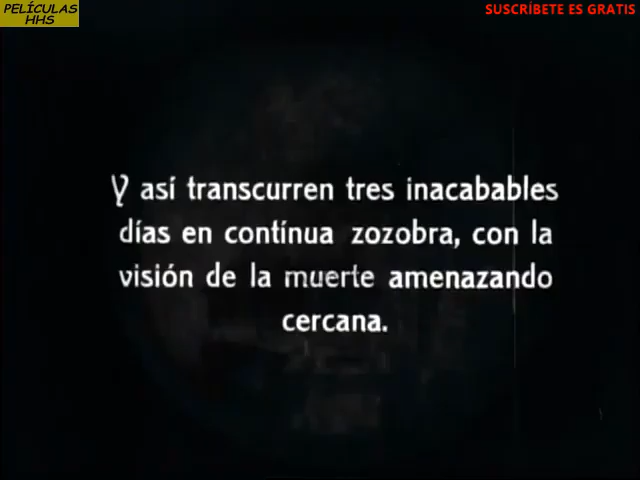 PELÍCULAS
HHS
SUSCRÍBETE ES GRATIS
Y así transcurren tres inacabables
días en contínua zozobra, con la
visión de la muerte amenazando
cercana.